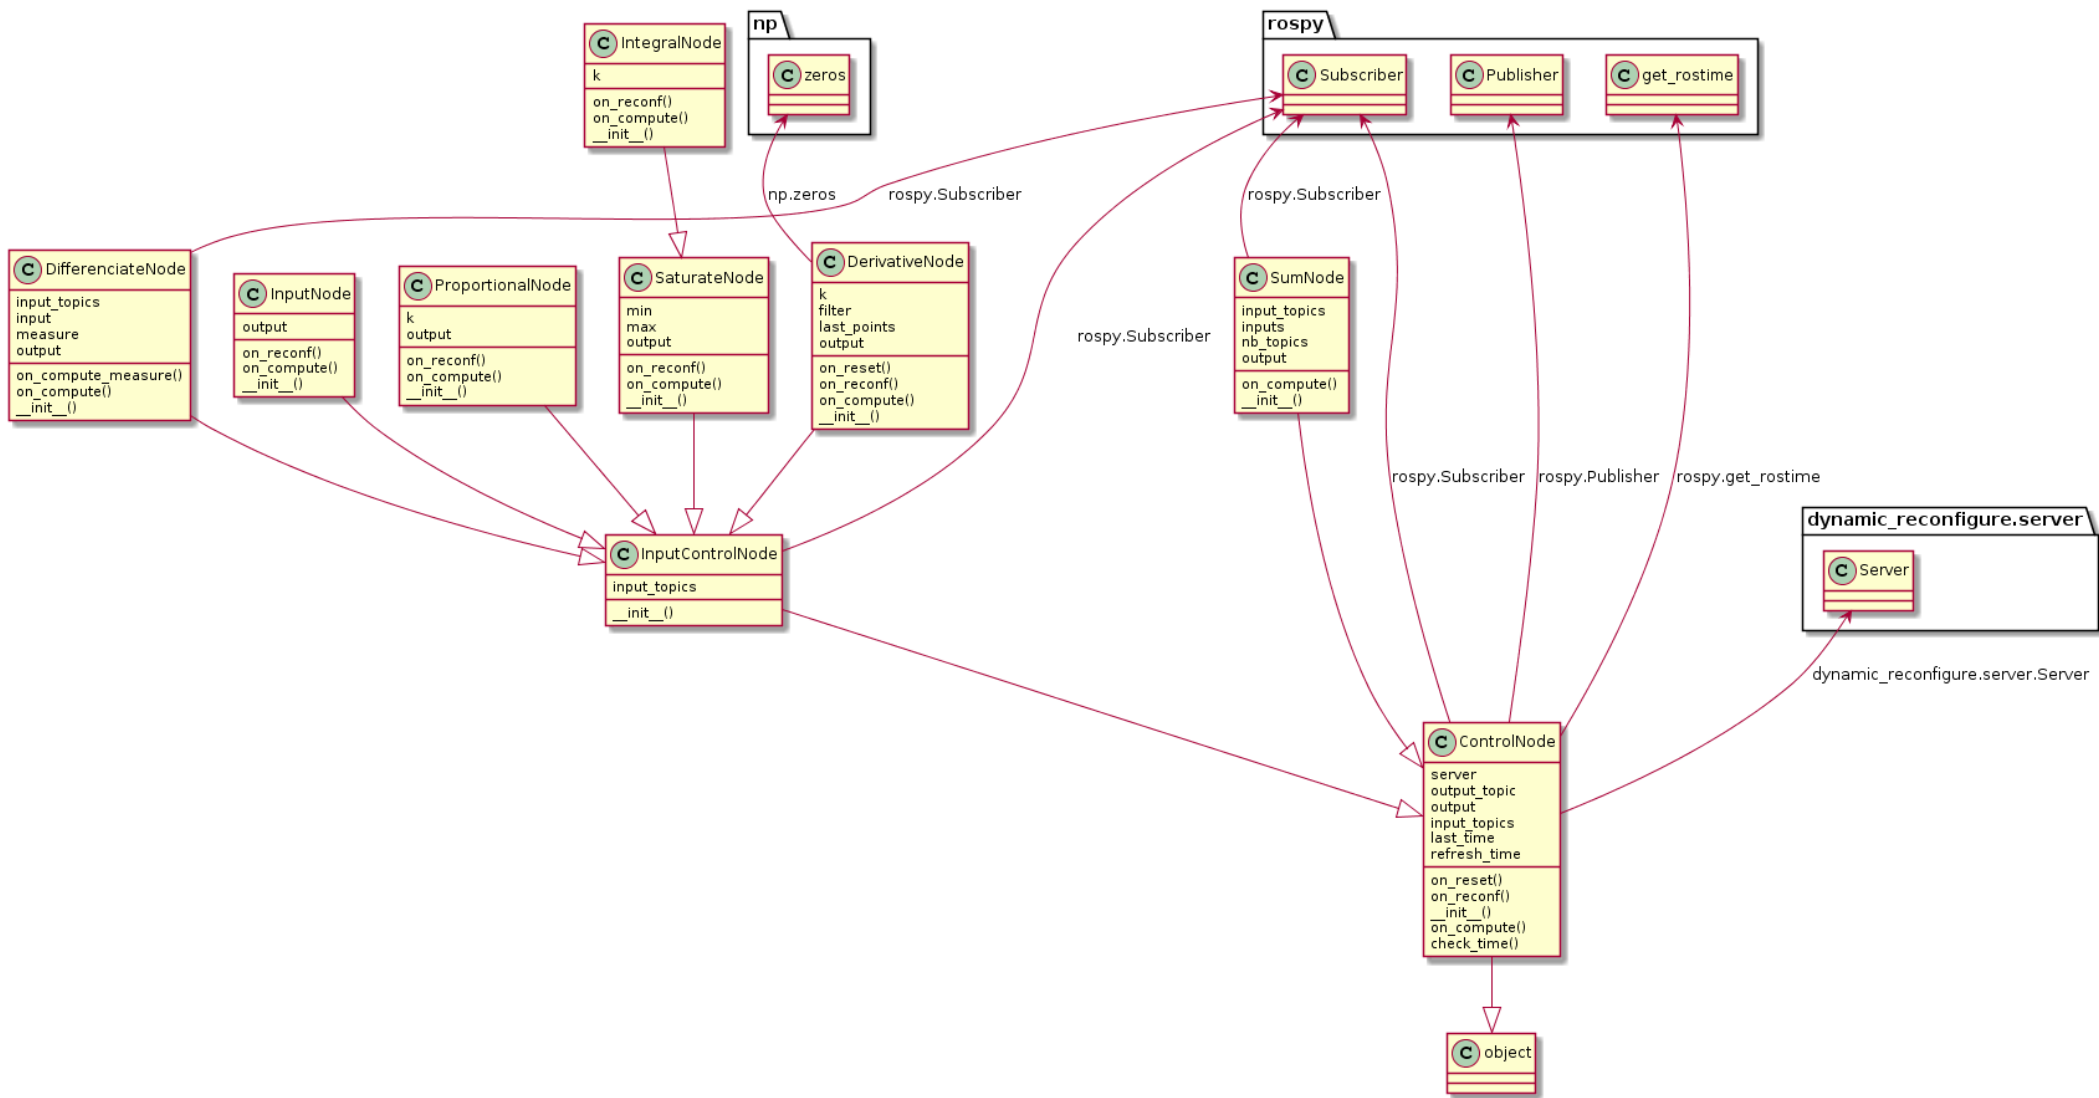 np
C zeros
rospy
C Subscriber
C Publisher
C get_rostime
C IntegralNode
k
on_reconf()
on_compute()
__init__()
np.zeros
rospy.Subscriber
rospy.Subscriber
C DifferenciateNode
input_topics
input
measure
output
on_compute_measure()
on_compute()
__init__()
C InputNode
output
on_reconf()
on_compute()
__init__()
C ProportionalNode
k
output
on_reconf()
on_compute()
__init__()
C SaturateNode
min
max
output
on_reconf()
on_compute()
__init__()
C DerivativeNode
k
filter
last_points
output
on_reset()
on_reconf()
on_compute()
__init__()
rospy.Subscriber
C SumNode
input_topics
inputs
nb_topics
output
on_compute()
__init__()
rospy.Subscriber
rospy.Publisher
rospy.get_rostime
C InputControlNode
input_topics
__init__()
dynamic_reconfigure.server
C Server
dynamic_reconfigure.server.Server
C ControlNode
server
output_topic
output
input_topics
last_time
refresh_time
on_reset()
on_reconf()
__init__()
on_compute()
check_time()
C object